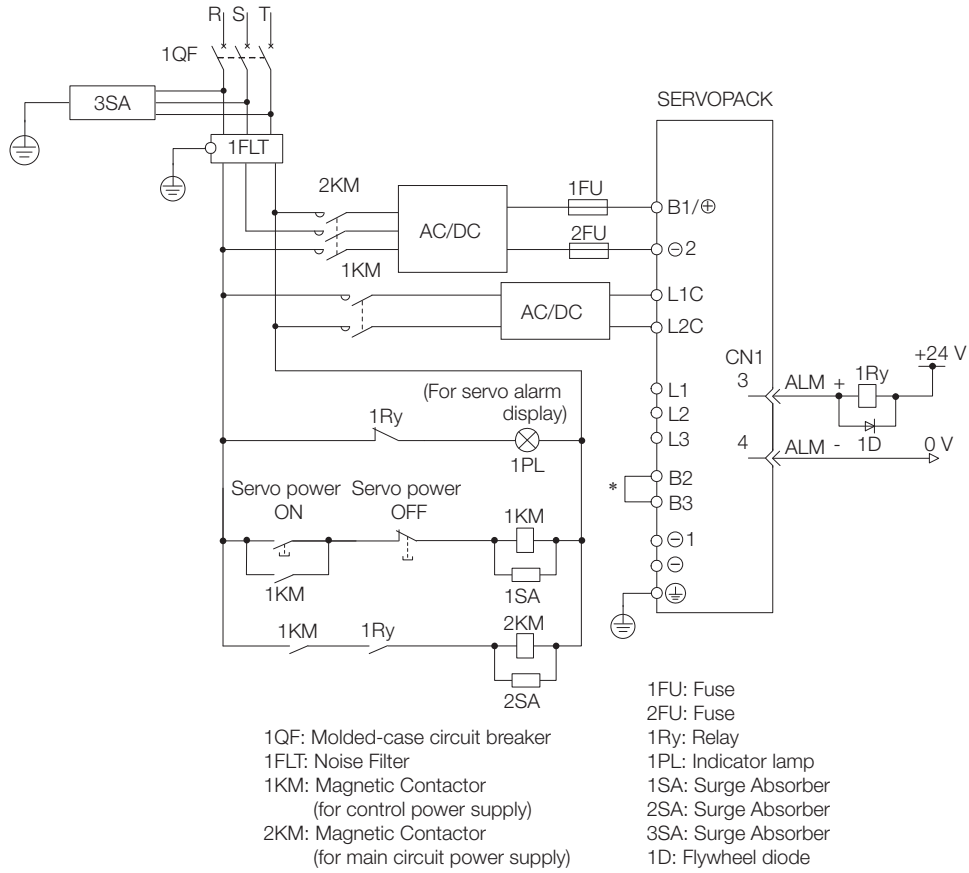 R S T
1QF
3SA
1FLT
SERVOPACK
2KM
AC/DC
1FU
B1/⊕
2FU
⊖2
1KM
AC/DC
L1C
L2C
CN1
3
ALM +
1Ry
+24 V
L1
L2
L3
4
ALM -
1D
0 V
(For servo alarm
display)
1Ry
1PL
*
B2
B3
Servo power
ON
Servo power
OFF
1KM
1KM
1SA
⊖1
⊖
1KM
1Ry
2KM
2SA
1QF: Molded-case circuit breaker
1FLT: Noise Filter
1KM: Magnetic Contactor
(for control power supply)
2KM: Magnetic Contactor
(for main circuit power supply)
1FU: Fuse
2FU: Fuse
1Ry: Relay
1PL: Indicator lamp
1SA: Surge Absorber
2SA: Surge Absorber
3SA: Surge Absorber
1D: Flywheel diode